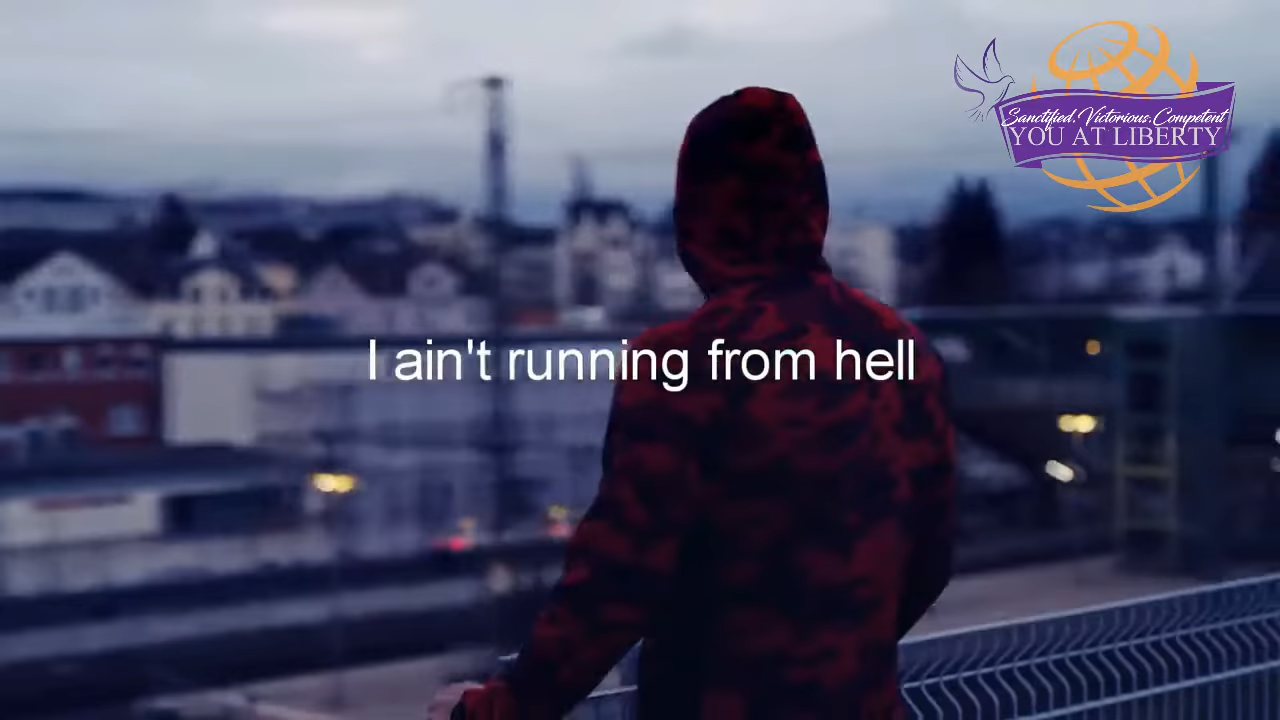 Sanctified. Victorious. Competent
YOU AT LIBERTY
I ain't running from hell